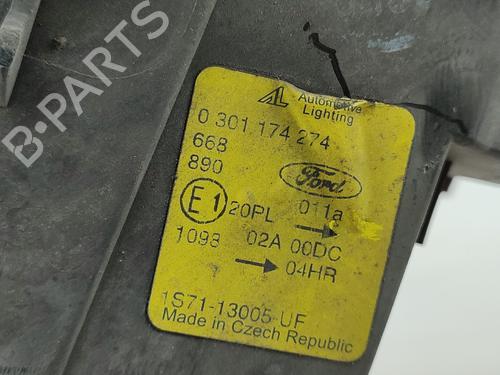 Automotive
Lighting
0 301 174 274
668
890
Ford
E1 20PL 011a
1098 02A 00DC
04HR
1S71-13005-UF
Made in Czech Republic
B-PARTS